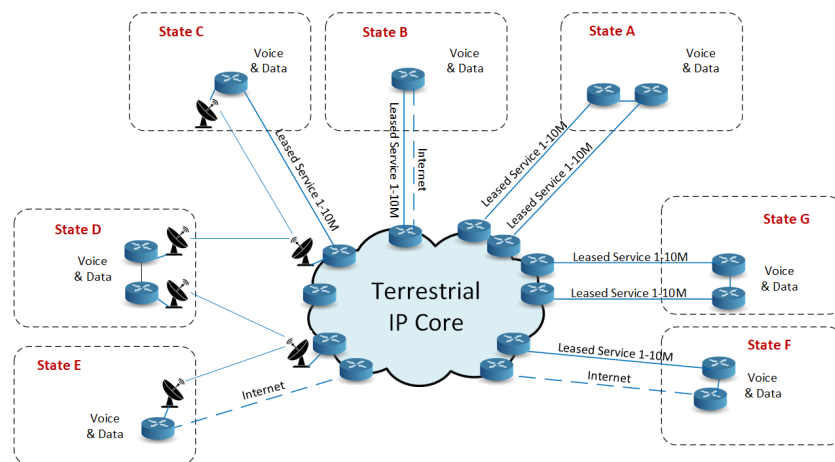 State C
Voice
& Data
State B
Voice
& Data
State A
Voice
& Data
Leased Service 1-10M
Leased Service 1-10M
Internet
Leased Service 1-10M
Leased Service 1-10M
State D
Voice
& Data
State G
Voice
& Data
Leased Service 1-10M
Leased Service 1-10M
Terrestrial
IP Core
State E
Voice
& Data
Internet
State F
Voice
& Data
Leased Service 1-10M
Internet